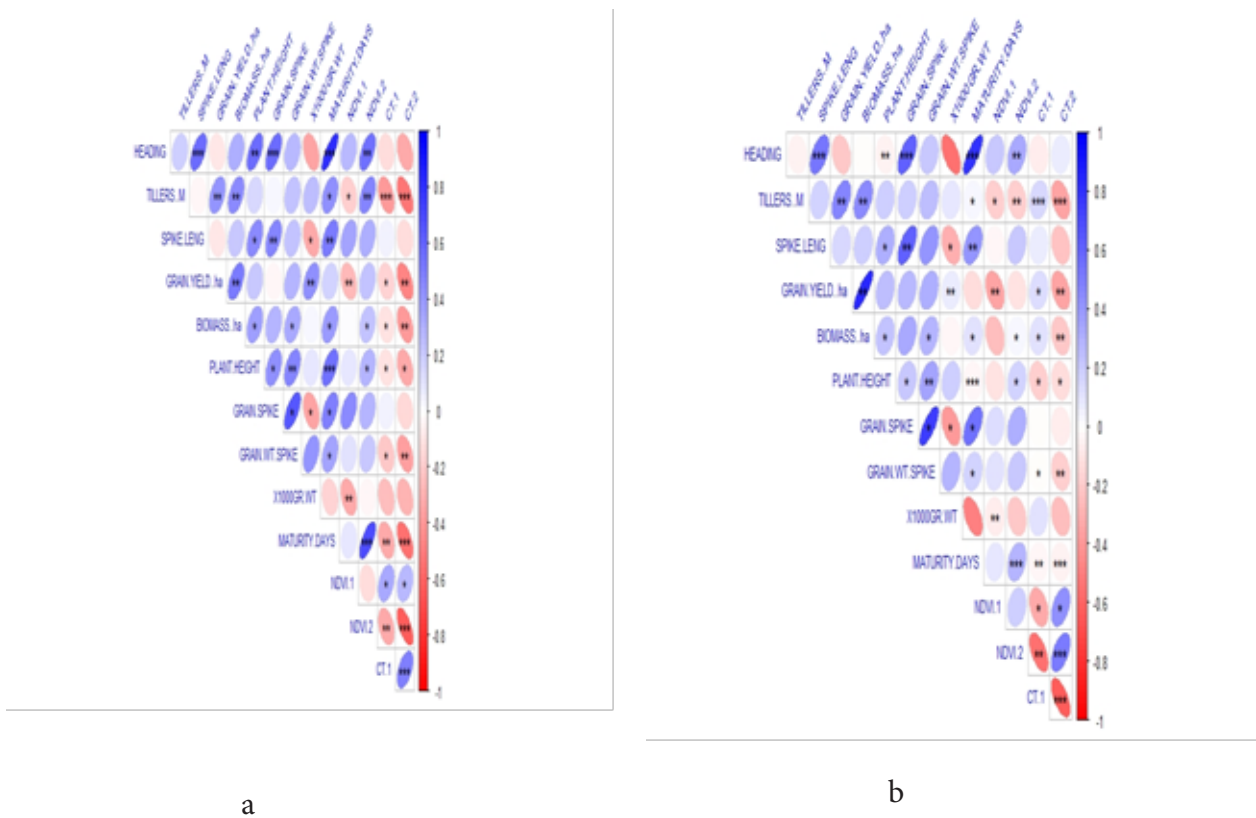 TILLERS..M
SPIKE.LENG
GRAIN.YIELD..ha
BIOMASS..ha
PLANT.HEIGHT
GRAIN.SPIKE
GRAIN.WT.SPIKE
X1000GR.WT
MATURITY.DAYS
NDVI.1
NDVI.2
CT.1
CT.2
HEADING
TILLERS..M
SPIKE.LENG
GRAIN.YIELD..ha
BIOMASS..ha
PLANT.HEIGHT
GRAIN.SPIKE
GRAIN.WT.SPIKE
X1000GR.WT
MATURITY.DAYS
NDVI.1
NDVI.2
CT.1
1
0.8
0.6
0.4
0.2
0
-0.2
-0.4
-0.6
-0.8
-1
a
TILLERS..M
SPIKE.LENG
GRAIN.YIELD..ha
BIOMASS..ha
PLANT.HEIGHT
GRAIN.SPIKE
GRAIN.WT.SPIKE
X1000GR.WT
MATURITY.DAYS
NDVI.1
NDVI.2
CT.1
CT.2
HEADING
TILLERS..M
SPIKE.LENG
GRAIN.YIELD..ha
BIOMASS..ha
PLANT.HEIGHT
GRAIN.SPIKE
GRAIN.WT.SPIKE
X1000GR.WT
MATURITY.DAYS
NDVI.1
NDVI.2
CT.1
1
0.8
0.6
0.4
0.2
0
-0.2
-0.4
-0.6
-0.8
-1
b